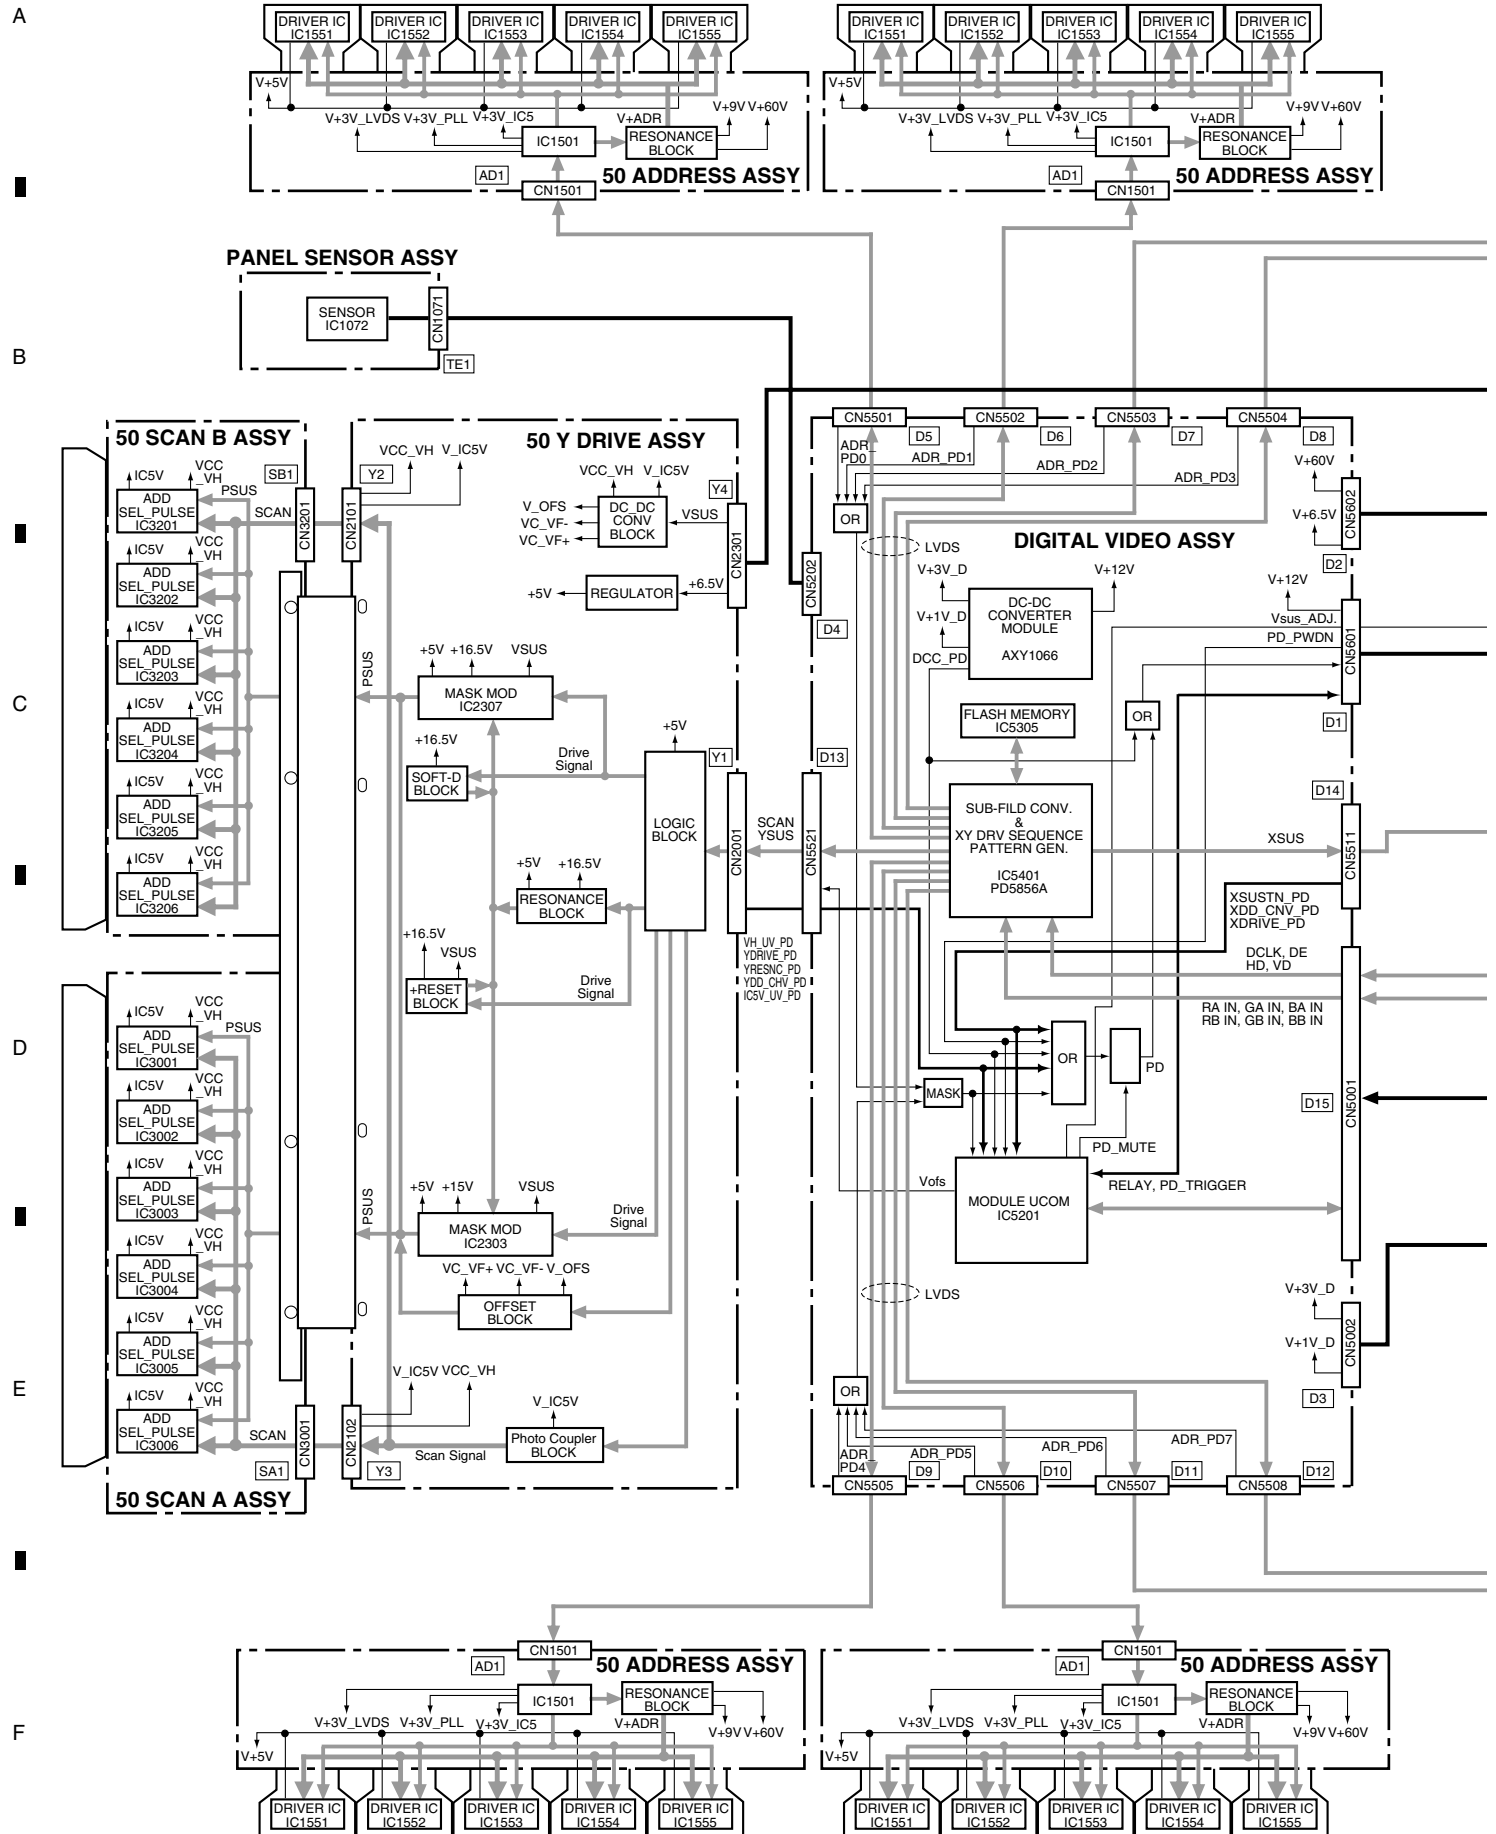 A
DRIVER IC
IC1551
DRIVER IC
IC1552
DRIVER IC
IC1553
DRIVER IC
IC1554
DRIVER IC
IC1555
V+5V
V+3V_LVDS
V+3V_PLL
V+3V_IC5
V+ADR
V+9V
V+60V
IC1501
RESONANCE
BLOCK
AD1
CN1501
50 ADDRESS ASSY
DRIVER IC
IC1551
DRIVER IC
IC1552
DRIVER IC
IC1553
DRIVER IC
IC1554
DRIVER IC
IC1555
V+5V
V+3V_LVDS
V+3V_PLL
V+3V_IC5
V+ADR
V+9V
V+60V
IC1501
RESONANCE
BLOCK
AD1
CN1501
50 ADDRESS ASSY
PANEL SENSOR ASSY
SENSOR
IC1072
CN1071
TE1
B
50 SCAN B ASSY
IC5V
VCC
_VH
PSUS
ADD
SEL_PULSE
IC3201
SCAN
SB1
CN3201
IC5V
VCC
_VH
ADD
SEL_PULSE
IC3202
IC5V
VCC
_VH
ADD
SEL_PULSE
IC3203
IC5V
VCC
_VH
ADD
SEL_PULSE
IC3204
IC5V
VCC
_VH
ADD
SEL_PULSE
IC3205
IC5V
VCC
_VH
ADD
SEL_PULSE
IC3206
C
50 Y DRIVE ASSY
Y2
CN2101
VCC_VH
V_IC5V
VCC_VH
V_IC5V
V_OFS
VC_VF-
VC_VF+
DC_DC
CONV
BLOCK
VSUS
Y4
CN2301
+5V
REGULATOR
+6.5V
PSUS
+5V
+16.5V
VSUS
MASK MOD
IC2307
+16.5V
SOFT-D
BLOCK
Drive
Signal
+5V
LOGIC
BLOCK
Y1
CN2001
+5V
+16.5V
RESONANCE
BLOCK
+16.5V
VSUS
+RESET
BLOCK
Drive
Signal
PSUS
+5V
+15V
VSUS
MASK MOD
IC2303
Drive
Signal
VC_VF+
VC_VF-
V_OFS
OFFSET
BLOCK
V_IC5V
VCC_VH
V_IC5V
Photo Coupler
BLOCK
Scan Signal
CN2102
Y3
SCAN
YSUS
VH_UV_PD
YDRIVE_PD
YRESNC_PD
YDD_CHV_PD
IC5V_UV_PD
D
IC5V
VCC
_VH
PSUS
ADD
SEL_PULSE
IC3001
IC5V
VCC
_VH
ADD
SEL_PULSE
IC3002
IC5V
VCC
_VH
ADD
SEL_PULSE
IC3003
IC5V
VCC
_VH
ADD
SEL_PULSE
IC3004
IC5V
VCC
_VH
ADD
SEL_PULSE
IC3005
IC5V
VCC
_VH
ADD
SEL_PULSE
IC3006
SCAN
CN3001
SA1
50 SCAN A ASSY
E
CN5501
D5
CN5502
D6
CN5503
D7
CN5504
D8
ADR_
PD0
ADR_PD1
ADR_PD2
ADR_PD3
OR
LVDS
DIGITAL VIDEO ASSY
V+60V
V+6.5V
CN5602
D2
CN5202
D4
V+3V_D
V+1V_D
DCC_PD
DC-DC
CONVERTER
MODULE
AXY1066
V+12V
V+12V
Vsus_ADJ.
PD_PWDN
CN5601
D1
FLASH MEMORY
IC5305
OR
D13
CN5521
SUB-FILD CONV.
&
XY DRV SEQUENCE
PATTERN GEN.
IC5401
PD5856A
XSUS
D14
CN5511
XSUSTN_PD
XDD_CNV_PD
XDRIVE_PD
DCLK, DE
HD, VD
RA IN, GA IN, BA IN
RB IN, GB IN, BB IN
OR
PD
MASK
PD_MUTE
D15
CN5001
Vofs
MODULE UCOM
IC5201
RELAY, PD_TRIGGER
LVDS
V+3V_D
V+1V_D
CN5002
D3
OR
ADR_
PD4
ADR_PD5
ADR_PD6
ADR_PD7
CN5505
D9
CN5506
D10
CN5507
D11
CN5508
D12
F
CN1501
AD1
50 ADDRESS ASSY
IC1501
RESONANCE
BLOCK
V+3V_LVDS
V+3V_PLL
V+3V_IC5
V+ADR
V+9V
V+60V
V+5V
DRIVER IC
IC1551
DRIVER IC
IC1552
DRIVER IC
IC1553
DRIVER IC
IC1554
DRIVER IC
IC1555
CN1501
AD1
50 ADDRESS ASSY
IC1501
RESONANCE
BLOCK
V+3V_LVDS
V+3V_PLL
V+3V_IC5
V+ADR
V+9V
V+60V
V+5V
DRIVER IC
IC1551
DRIVER IC
IC1552
DRIVER IC
IC1553
DRIVER IC
IC1554
DRIVER IC
IC1555